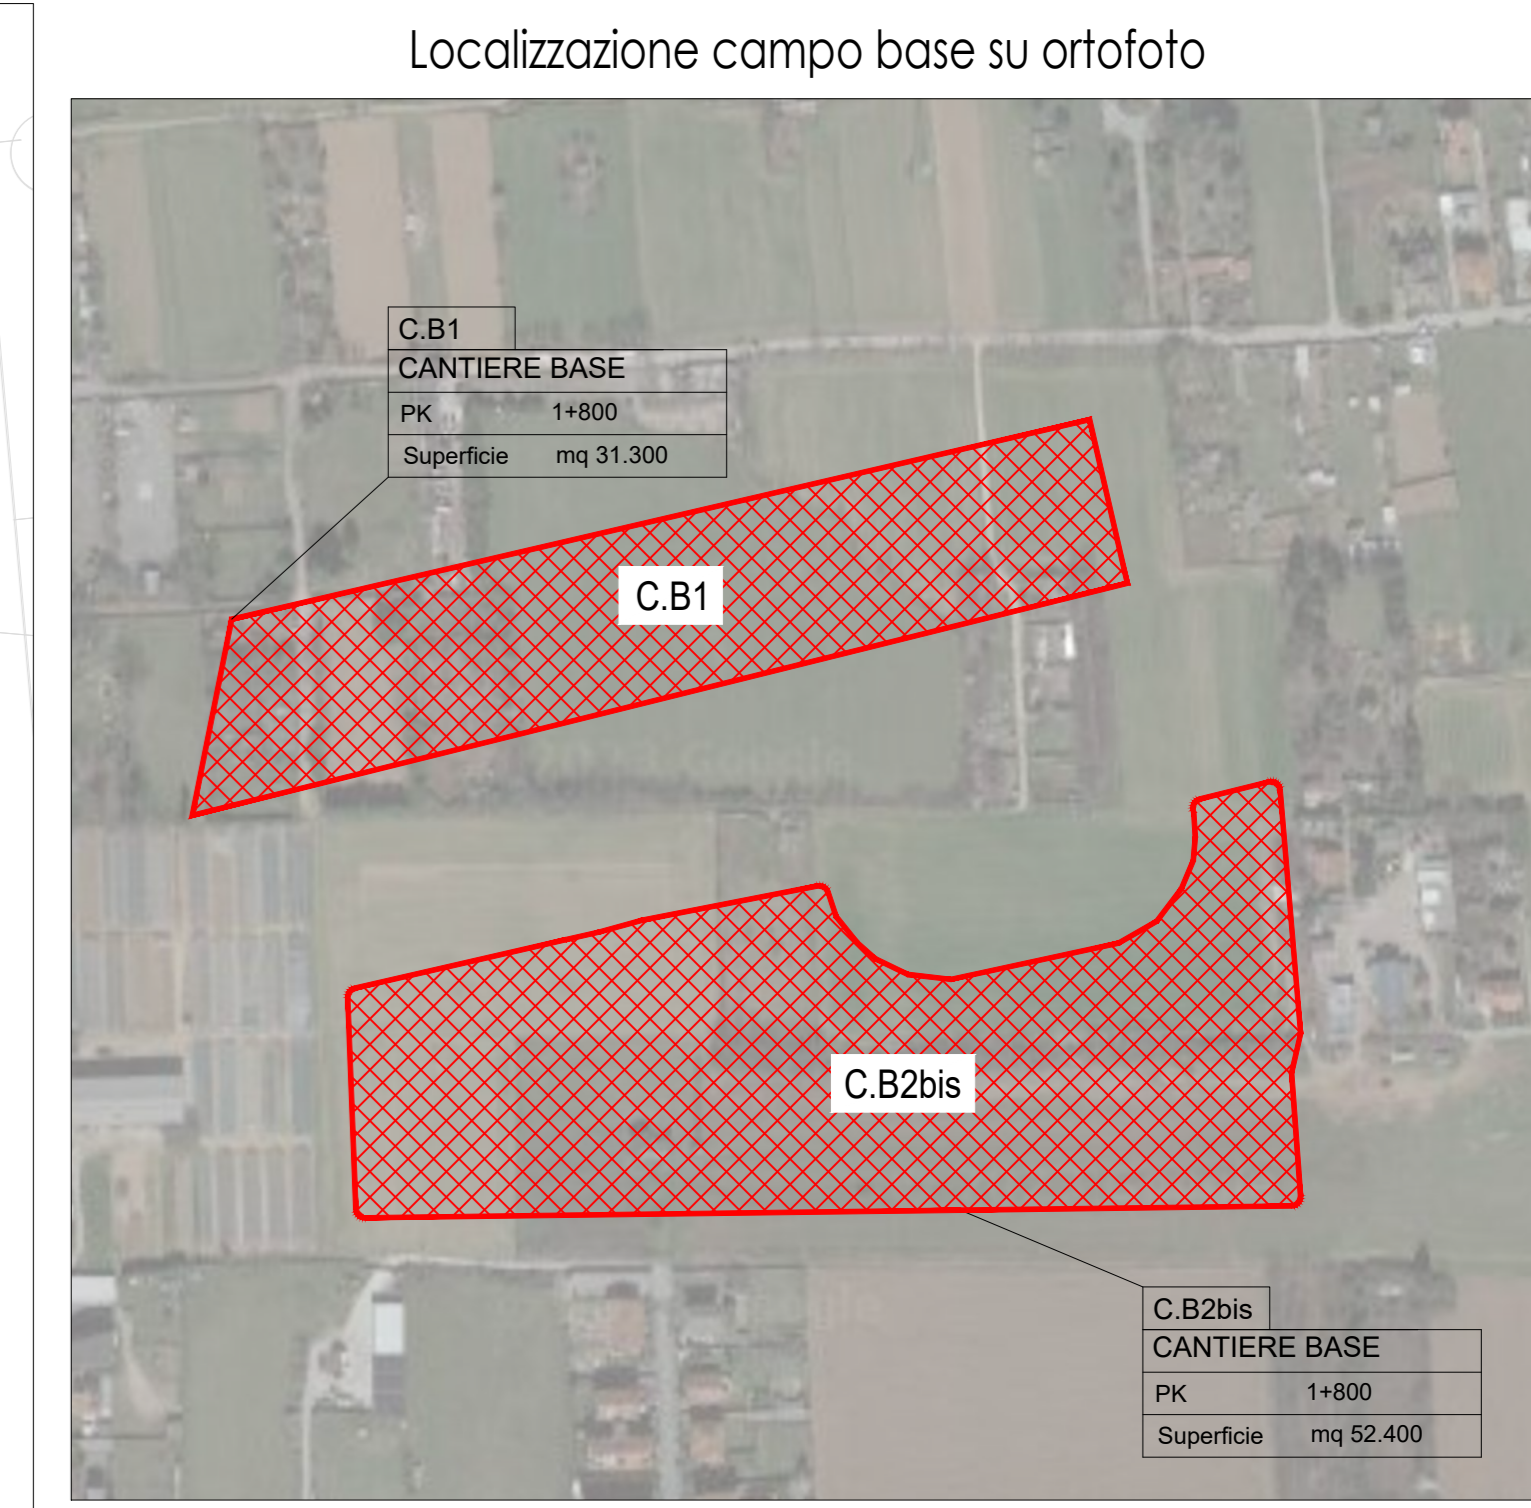 Localizzazione campo base su ortofoto
C.B1
CANTIERE BASE
PK 1+800
Superficie mq 31.300
C.B1
C.B2bis
C.B2bis
CANTIERE BASE
PK 1+800
Superficie mq 52.400